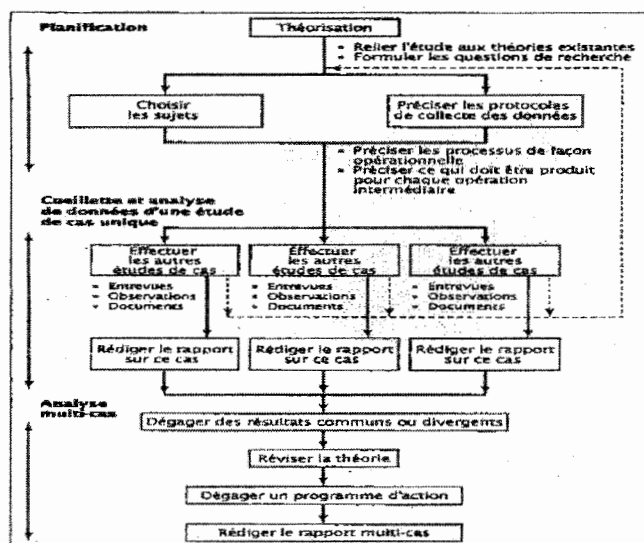 Planification
Théorisation
• Relier l'étude aux théories existantes
• Formuler les questions de recherche
Choisir
les sujets
Préciser les protocoles
de collecte des données
• Préciser les processus de façon
opérationnelle
• Préciser ce qui doit être produit
pour chaque opération
intermédiaire
Cueillette et analyse
de données d'une étude
de cas unique
Effectuer
les autres
études de cas
Effectuer
les autres
études de cas
Effectuer
les autres
études de cas
• Entrevues
• Observations
• Documents
• Entrevues
• Observations
• Documents
• Entrevues
• Observations
• Documents
Rédiger le rapport
sur ce cas
Rédiger le rapport
sur ce cas
Rédiger le rapport
sur ce cas
Analyse
multi-cas
Dégager des résultats communs ou divergents
Réviser la théorie
Dégager un programme d'action
Rédiger le rapport multi-cas